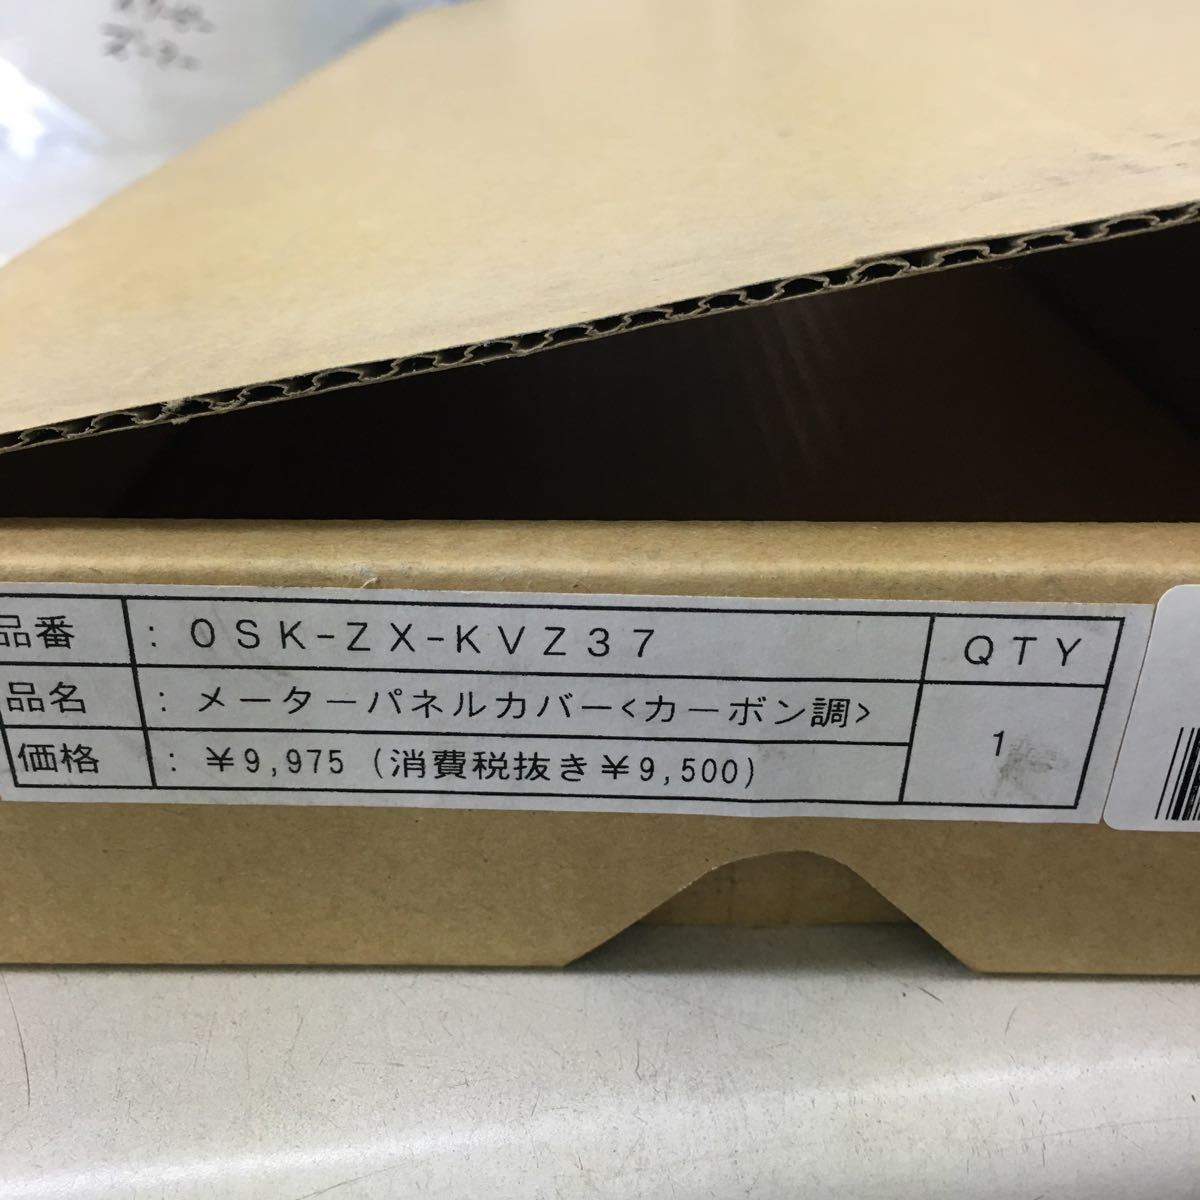 品番 : OSK-ZX-KVZ37 QTY
品名 : メーターパネルカバー<カーボン調>
価格 : ¥9,975 (消費税抜き¥9,500) 1